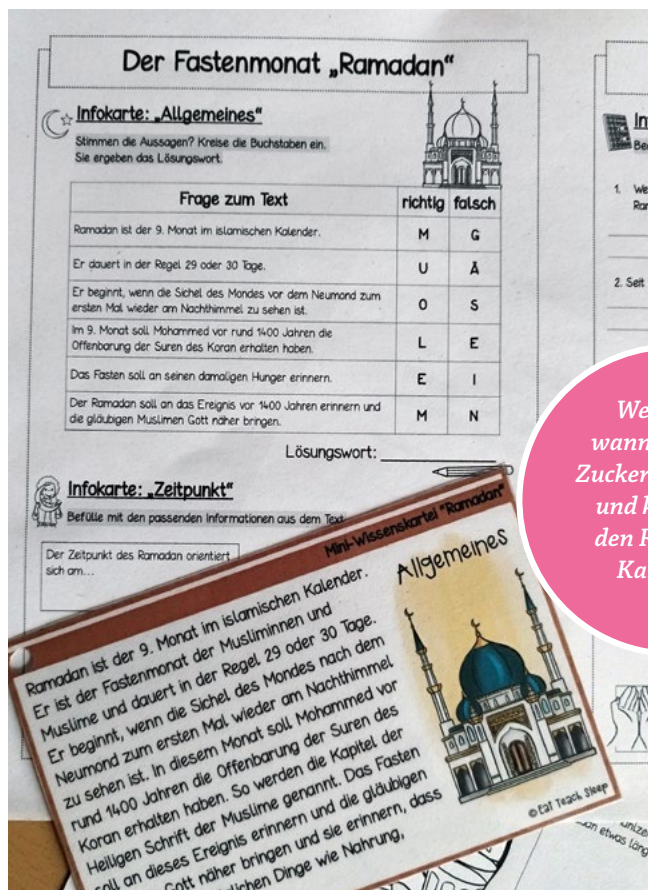 Der Fastenmonat „Ramadan“
Infokarte: „Allgemeines“
Stimmen die Aussagen? Kreise die Buchstaben ein.
Sie ergeben das Lösungswort.
Frage zum Text richtig falsch
Ramadan ist der 9. Monat im islamischen Kalender. M G
Er dauert in der Regel 29 oder 30 Tage. U Ä
Er beginnt, wenn die Sichel des Mondes vor dem Neumond zum
ersten Mal wieder am Nachthimmel zu sehen ist. O S
Im 9. Monat soll Mohammed vor rund 1400 Jahren die
Offenbarung der Suren des Koran erhalten haben. L E
Das Fasten soll an seinen damaligen Hunger erinnern. E I
Der Ramadan soll an das Ereignis vor 1400 Jahren erinnern und
die gläubigen Muslimen Gott näher bringen. M N
Lösungswort:
Infokarte: „Zeitpunkt“
Befülle mit den passenden Informationen aus dem Text.
Der Zeitpunkt des Ramadan orientiert
sich am...
Mini-Wissenskartei "Ramadan"
Allgemeines
Ramadan ist der 9. Monat im islamischen Kalender.
Er ist der Fastenmonat der Musliminnen und
Muslime und dauert in der Regel 29 oder 30 Tage.
Er beginnt, wenn die Sichel des Mondes nach dem
Neumond zum ersten Mal wieder am Nachthimmel
zu sehen ist. In diesem Monat soll Mohammed vor
rund 1400 Jahren die Offenbarung der Suren des
Koran erhalten haben. So werden die Kapitel der
Heiligen Schrift der Muslime genannt. Das Fasten
soll an dieses Ereignis erinnern und die gläubigen
Gott näher bringen und sie erinnern, dass
Dinge wie Nahrung,
© Eat Teach Sleep
1.
2. Seit
wann
Zucker
und
den